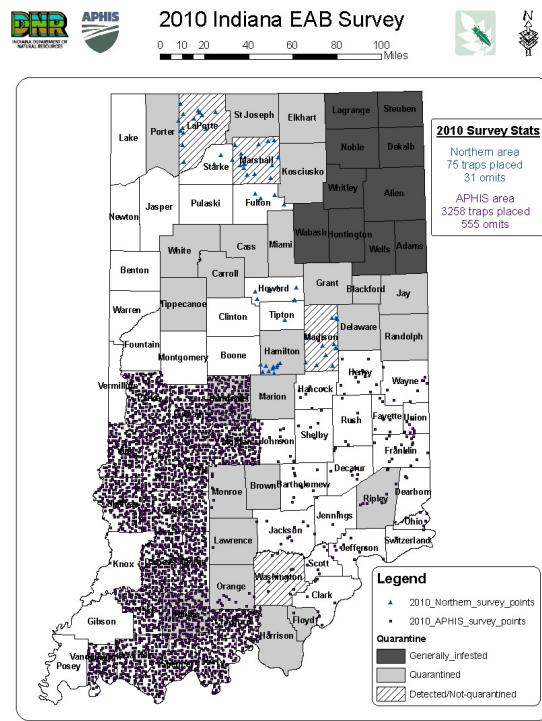 DNR
INDIANA DEPARTMENT OF
NATURAL RESOURCES
APHIS
2010 Indiana EAB Survey
0 10 20 40 60 80 100
Miles
N
2010 Survey Stats
Northern area
75 traps placed
31 omits
APHIS area
3258 traps placed
555 omits
Lake
Porter
LaPorte
St Joseph
Elkhart
Lagrange
Steuben
Noble
Dekalb
Starke
Marshall
Kosciusko
Whitley
Allen
Newton
Jasper
Pulaski
Fulton
Wabash
Huntington
Wells
Adams
White
Cass
Miami
Benton
Carroll
Grant
Blackford
Jay
Warren
Tippecanoe
Howard
Clinton
Tipton
Madison
Delaware
Randolph
Fountain
Montgomery
Boone
Hamilton
Vermillion
Marion
Hancock
Henry
Wayne
Rush
Fayette
Union
Johnson
Shelby
Franklin
Decatur
Monroe
Brown
Bartholomew
Ripley
Dearborn
Jennings
Ohio
Jackson
Lawrence
Jefferson
Switzerland
Knox
Washington
Scott
Orange
Clark
Gibson
Floyd
Harrison
Posey
Legend
2010_Northern_survey_points
2010_APHIS_survey_points
Quarantine
Generally_infested
Quarantined
Detected/Not-quarantined